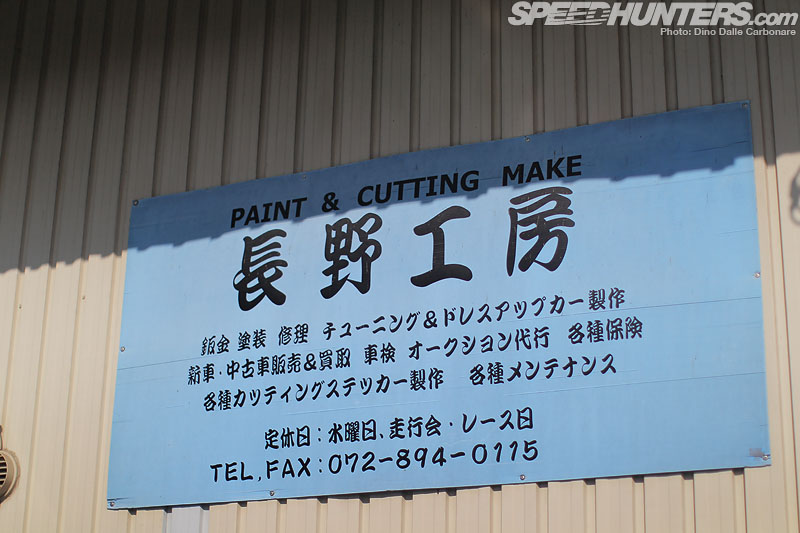 SPEEDHUNTERS.com
Photo: Dino Dalle Carbonare
PAINT & CUTTING MAKE
長野工房
鈑金 塗装 修理 チューニング&ドレスアップカー製作
新車・中古車販売&買取 車検 オークション代行 各種保険
各種カッティングステッカー製作 各種メンテナンス
定休日:水曜日、走行会・レース日
TEL,FAX:072-894-0115